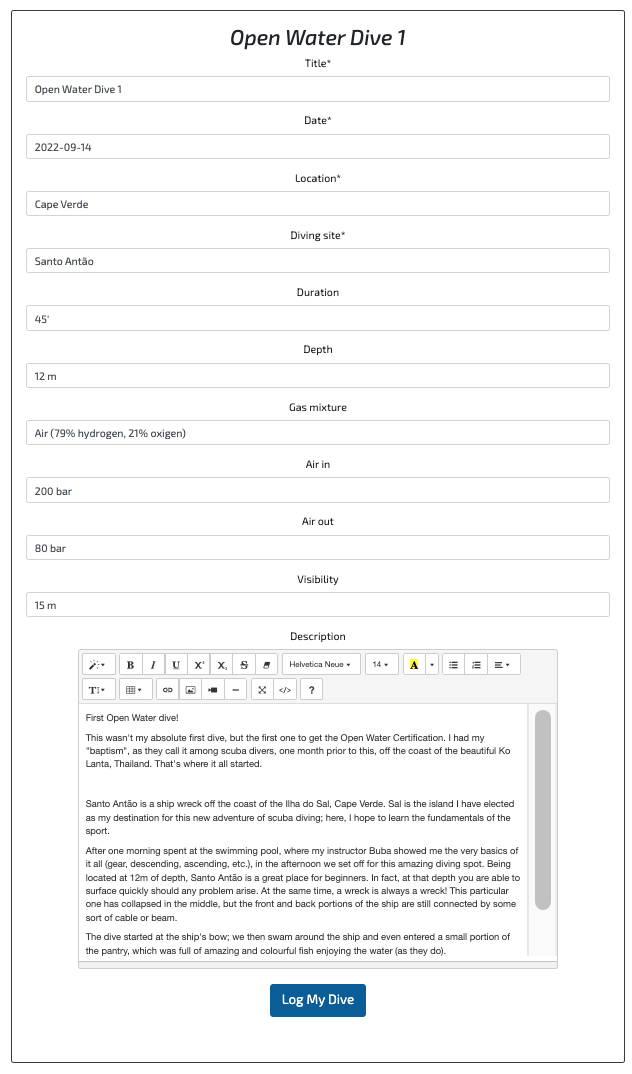 Open Water Dive 1
Title*
Open Water Dive 1
Date*
2022-09-14
Location*
Cape Verde
Diving site*
Santo Antão
Duration
45'
Depth
12 m
Gas mixture
Air (79% hydrogen, 21% oxigen)
Air in
200 bar
Air out
80 bar
Visibility
15 m
Description
B I U X² X₂ S Helvetica Neue 14 A
T </> ?
First Open Water dive!
This wasn't my absolute first dive, but the first one to get the Open Water Certification. I had my
"baptism", as they call it among scuba divers, one month prior to this, off the coast of the beautiful Ko
Lanta, Thailand. That's where it all started.
Santo Antão is a ship wreck off the coast of the Ilha do Sal, Cape Verde. Sal is the island I have elected
as my destination for this new adventure of scuba diving; here, I hope to learn the fundamentals of the
sport.
After one morning spent at the swimming pool, where my instructor Buba showed me the very basics of
it all (gear, descending, ascending, etc.), in the afternoon we set off for this amazing diving spot. Being
located at 12m of depth, Santo Antão is a great place for beginners. In fact, at that depth you are able to
surface quickly should any problem arise. At the same time, a wreck is always a wreck! This particular
one has collapsed in the middle, but the front and back portions of the ship are still connected by some
sort of cable or beam.
The dive started at the ship's bow; we then swam around the ship and even entered a small portion of
the pantry, which was full of amazing and colourful fish enjoying the water (as they do).
Log My Dive